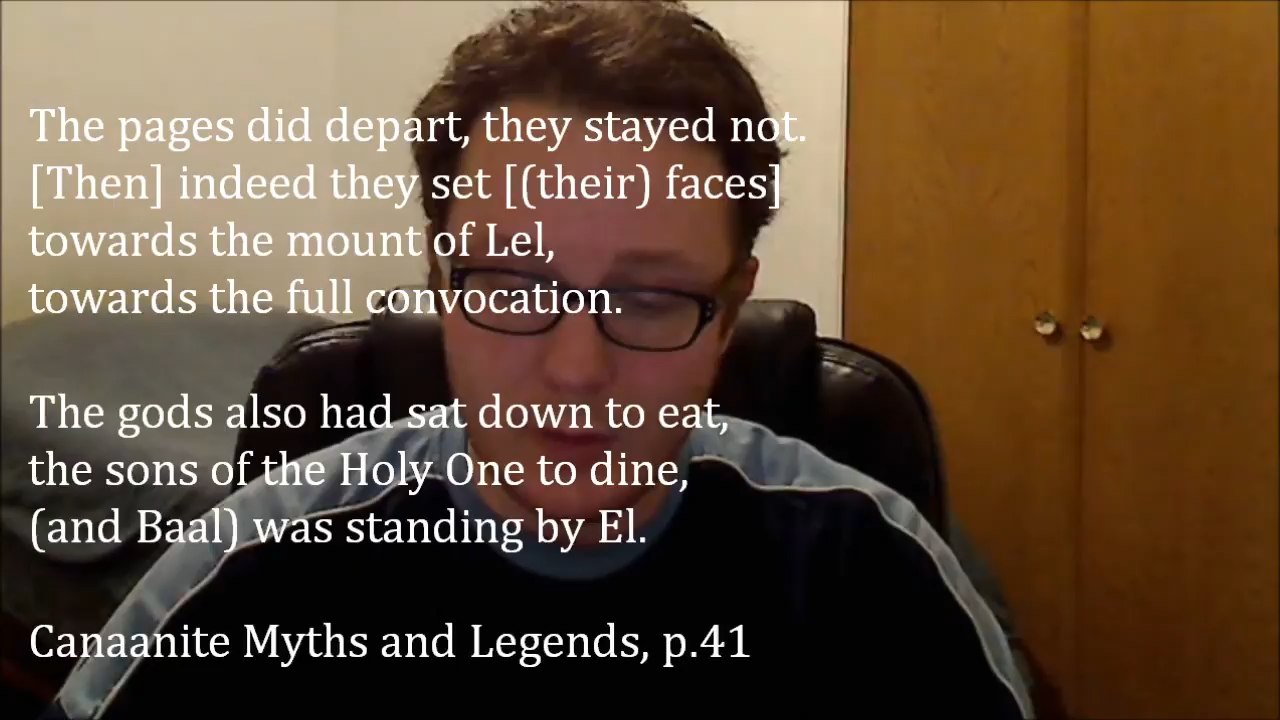 The pages did depart, they stayed not.
[Then] indeed they set [(their) faces]
towards the mount of Lel,
towards the full convocation.
The gods also had sat down to eat,
the sons of the Holy One to dine,
(and Baal) was standing by El.
Canaanite Myths and Legends, p.41